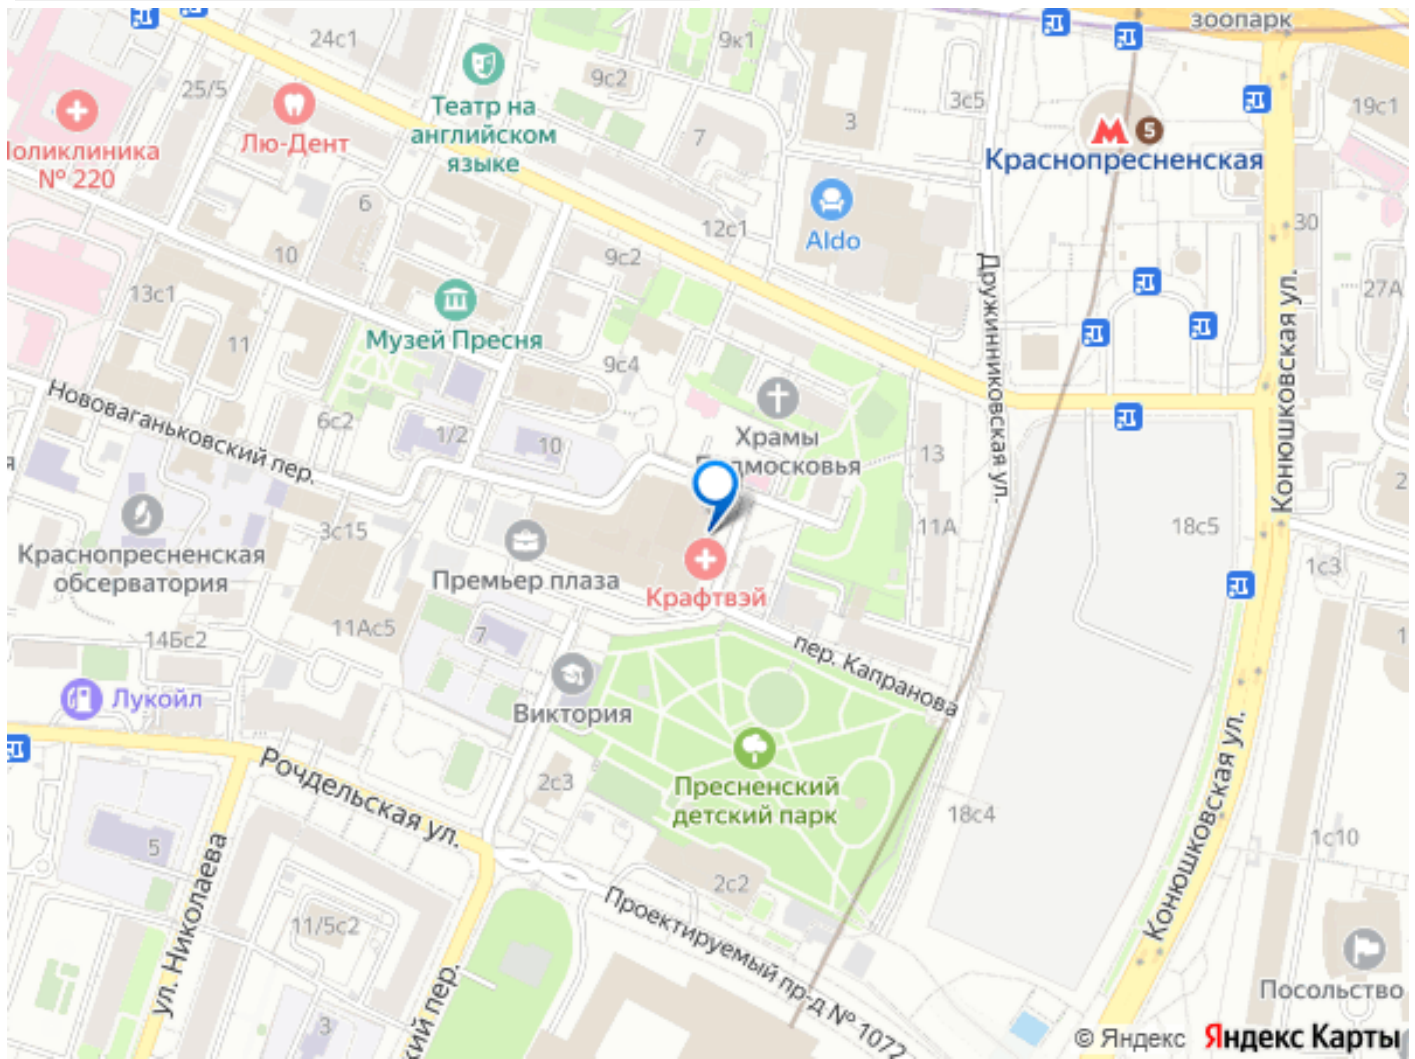 зоопарк
24с1
9к1
9с2
25/5
Театр на
английском
языке
3с5
19с1
3
7
Лю-Дент
№ 220
5
Краснопресненская
6
12с1
30
Aldo
10
9с2
27А
13с1
Дружинниковская ул.
Конюшковская ул.
Музей Пресня
11
9с4
Нововаганьковский пер.
6с2
1/2
10
Храмы
13
3с15
11А
18с5
Краснопресненская
обсерватория
Премьер плаза
Крафтвэй
1с3
11Ас5
7
14Бс2
пер. Капранова
Лукойл
Виктория
Рочдельская ул.
2с3
Пресненский
детский парк
Конюшковская ул.
18с4
1с10
5
ул. Николаева
2с2
11/5с2
Проектируемый пр-д № 1072
пер.
3
Посольство
© Яндекс Яндекс Карты